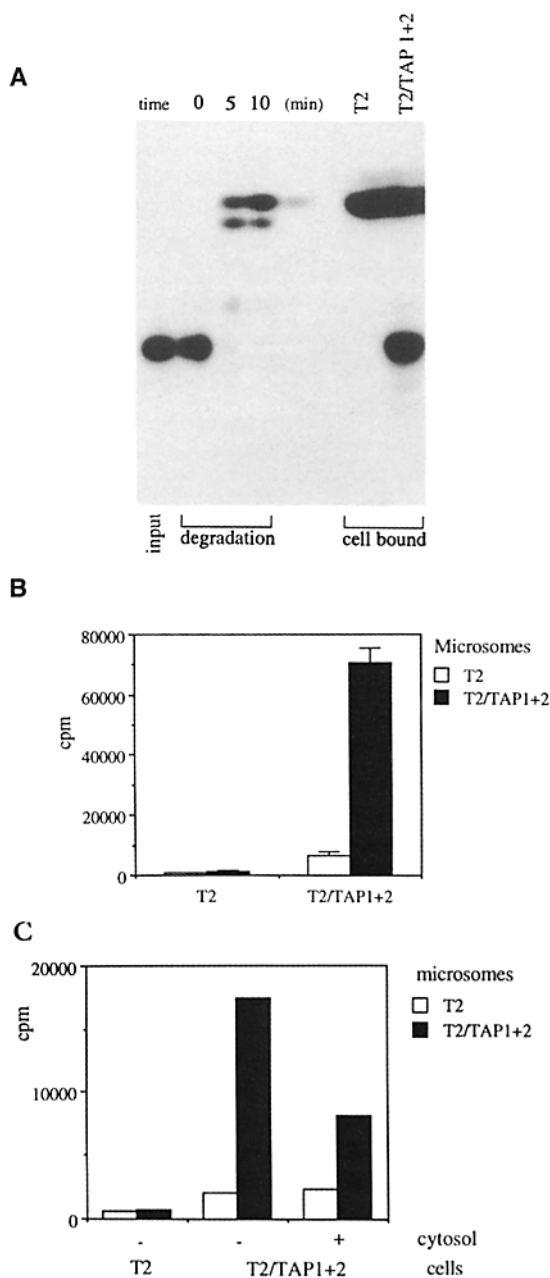 A
time 0 5 10 (min) T2 T2/TAP 1+2
input degradation cell bound
B
80000
60000
40000
20000
0
cpm
Microsomes
T2
T2/TAP1+2
T2 T2/TAP1+2
C
20000
10000
0
cpm
microsomes
T2
T2/TAP1+2
- - + cytosol
T2 T2/TAP1+2 cells